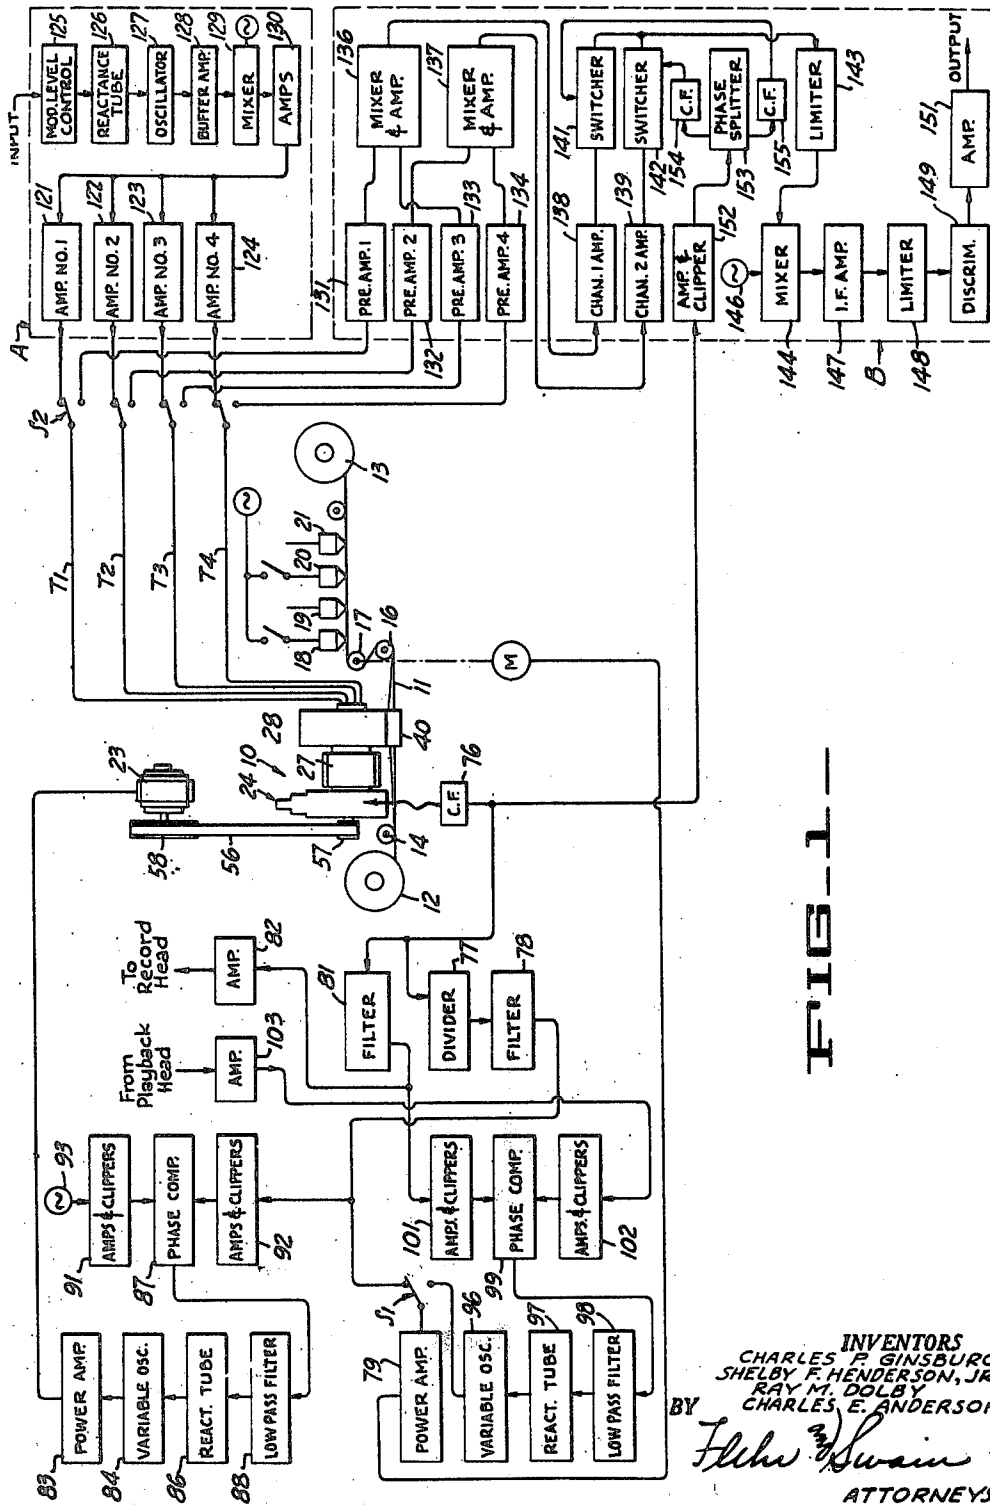 INPUT
A
MOD. LEVEL
CONTROL
125
REACTANCE
TUBE
126
OSCILLATOR
127
BUFFER AMP.
128
MIXER
129
~
AMPS
130
AMP. NO. 1
121
AMP. NO. 2
122
AMP. NO. 3
123
AMP. NO. 4
124
S2
T1
T2
T3
T4
PRE. AMP. 1
131
PRE. AMP. 2
132
PRE. AMP. 3
133
PRE. AMP. 4
134
MIXER
& AMP.
136
MIXER
& AMP.
137
CHAN. 1 AMP.
138
CHAN. 2 AMP.
139
SWITCHER
141
SWITCHER
142
AMP. &
CLIPPER
152
PHASE
SPLITTER
153
C.F.
154
C.F.
155
LIMITER
143
MIXER
144
~
146
I.F. AMP.
147
LIMITER
148
DISCRIM.
149
AMP.
151
OUTPUT
B
13
~
21
20
19
18
17
16
11
M
28
40
10
24
27
23
58
56
57
14
12
C.F.
76
To
Record
Head
AMP.
82
From
Playback
Head
AMP.
103
FILTER
81
DIVIDER
77
FILTER
78
~
93
AMPS & CLIPPERS
91
PHASE COMP.
87
AMPS & CLIPPERS
92
AMPS. & CLIPPERS
101
PHASE COMP.
99
AMPS. & CLIPPERS
102
S1
POWER AMP.
83
VARIABLE OSC.
84
REACT. TUBE
86
LOW PASS FILTER
88
POWER AMP.
79
VARIABLE OSC.
96
REACT. TUBE
97
LOW PASS FILTER
98
FIG_1_
INVENTORS
CHARLES P. GINSBURG
SHELBY F. HENDERSON, JR
RAY M. DOLBY
CHARLES E. ANDERSON
BY
Flehr & Swain
ATTORNEYS